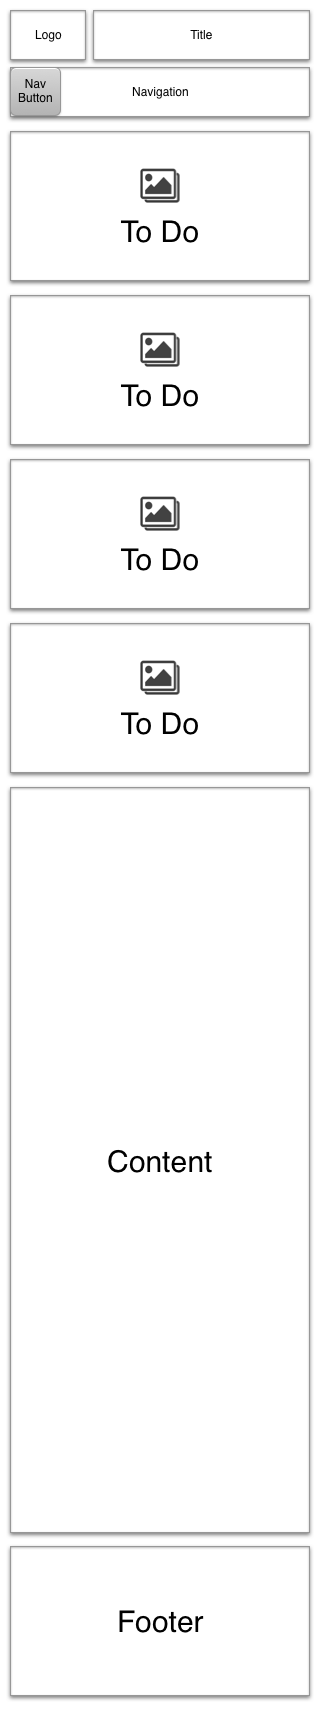 Logo
Title
Nav
Button
Navigation
To Do
To Do
To Do
To Do
Content
Footer